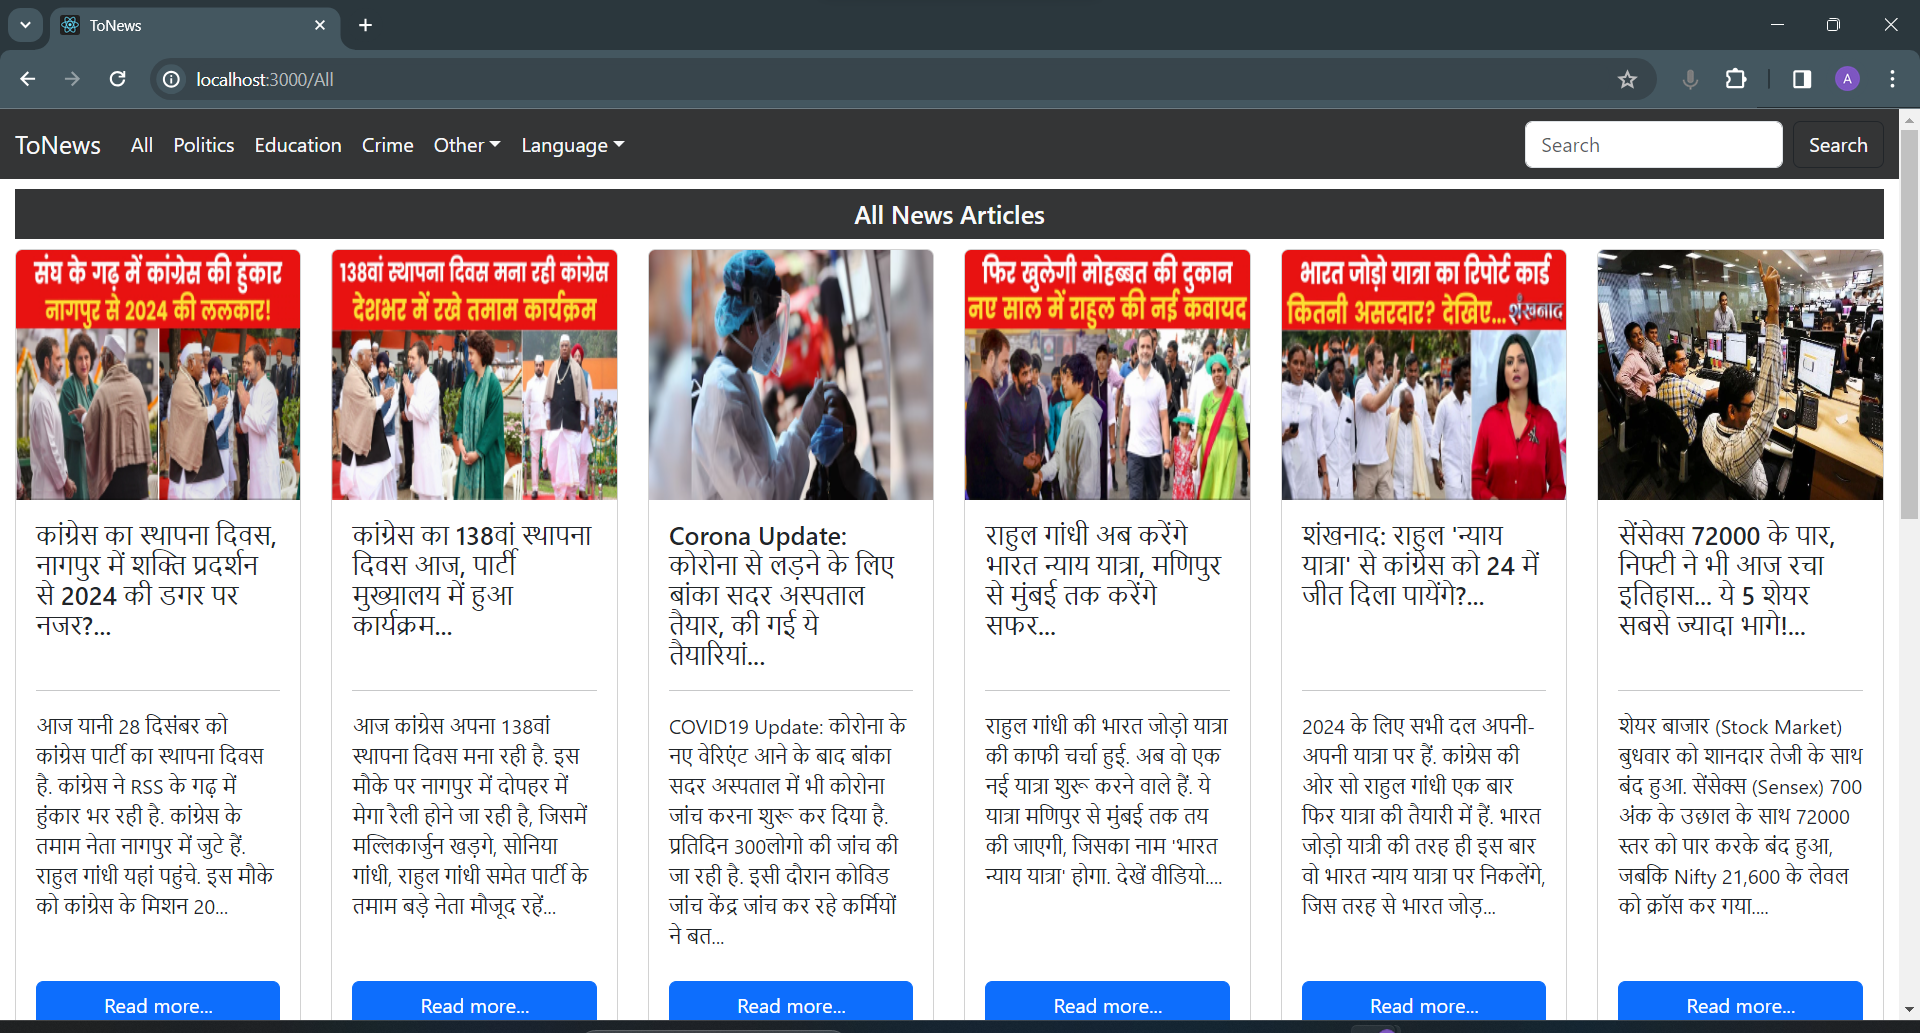 ToNews
localhost:3000/All
A
ToNews All Politics Education Crime Other Language Search Search
All News Articles
संघ के गढ़ में कांग्रेस की हुंकार
नागपुर से 2024 की ललकार!
कांग्रेस का स्थापना दिवस,
नागपुर में शक्ति प्रदर्शन
से 2024 की डगर पर
नजर?...
आज यानी 28 दिसंबर को
कांग्रेस पार्टी का स्थापना दिवस
है. कांग्रेस ने RSS के गढ़ में
हुंकार भर रही है. कांग्रेस के
तमाम नेता नागपुर में जुटे हैं.
राहुल गांधी यहां पहुंचे. इस मौके
को कांग्रेस के मिशन 20...
Read more...
138वां स्थापना दिवस मना रही कांग्रेस
देशभर में रखे तमाम कार्यक्रम
कांग्रेस का 138वां स्थापना
दिवस आज, पार्टी
मुख्यालय में हुआ
कार्यक्रम...
आज कांग्रेस अपना 138वां
स्थापना दिवस मना रही है. इस
मौके पर नागपुर में दोपहर में
मेगा रैली होने जा रही है, जिसमें
मल्लिकार्जुन खड़गे, सोनिया
गांधी, राहुल गांधी समेत पार्टी के
तमाम बड़े नेता मौजूद रहें...
Read more...
Corona Update:
कोरोना से लड़ने के लिए
बांका सदर अस्पताल
तैयार, की गई ये
तैयारियां...
COVID19 Update: कोरोना के
नए वेरिएंट आने के बाद बांका
सदर अस्पताल में भी कोरोना
जांच करना शुरू कर दिया है.
प्रतिदिन 300लोगो की जांच की
जा रही है. इसी दौरान कोविड
जांच केंद्र जांच कर रहे कर्मियों
ने बत...
Read more...
फिर खुलेगी मोहब्बत की दुकान
नए साल में राहुल की नई कवायद
राहुल गांधी अब करेंगे
भारत न्याय यात्रा, मणिपुर
से मुंबई तक करेंगे
सफर...
राहुल गांधी की भारत जोड़ो यात्रा
की काफी चर्चा हुई. अब वो एक
नई यात्रा शुरू करने वाले हैं. ये
यात्रा मणिपुर से मुंबई तक तय
की जाएगी, जिसका नाम 'भारत
न्याय यात्रा' होगा. देखें वीडियो....
Read more...
भारत जोड़ो यात्रा का रिपोर्ट कार्ड
कितनी असरदार? देखिए... शंखनाद
शंखनाद: राहुल 'न्याय
यात्रा' से कांग्रेस को 24 में
जीत दिला पायेंगे?...
2024 के लिए सभी दल अपनी-
अपनी यात्रा पर हैं. कांग्रेस की
ओर सो राहुल गांधी एक बार
फिर यात्रा की तैयारी में हैं. भारत
जोड़ो यात्री की तरह ही इस बार
वो भारत न्याय यात्रा पर निकलेंगे,
जिस तरह से भारत जोड़...
Read more...
सेंसेक्स 72000 के पार,
निफ्टी ने भी आज रचा
इतिहास... ये 5 शेयर
सबसे ज्यादा भागे!...
शेयर बाजार (Stock Market)
बुधवार को शानदार तेजी के साथ
बंद हुआ. सेंसेक्स (Sensex) 700
अंक के उछाल के साथ 72000
स्तर को पार करके बंद हुआ,
जबकि Nifty 21,600 के लेवल
को क्रॉस कर गया....
Read more...